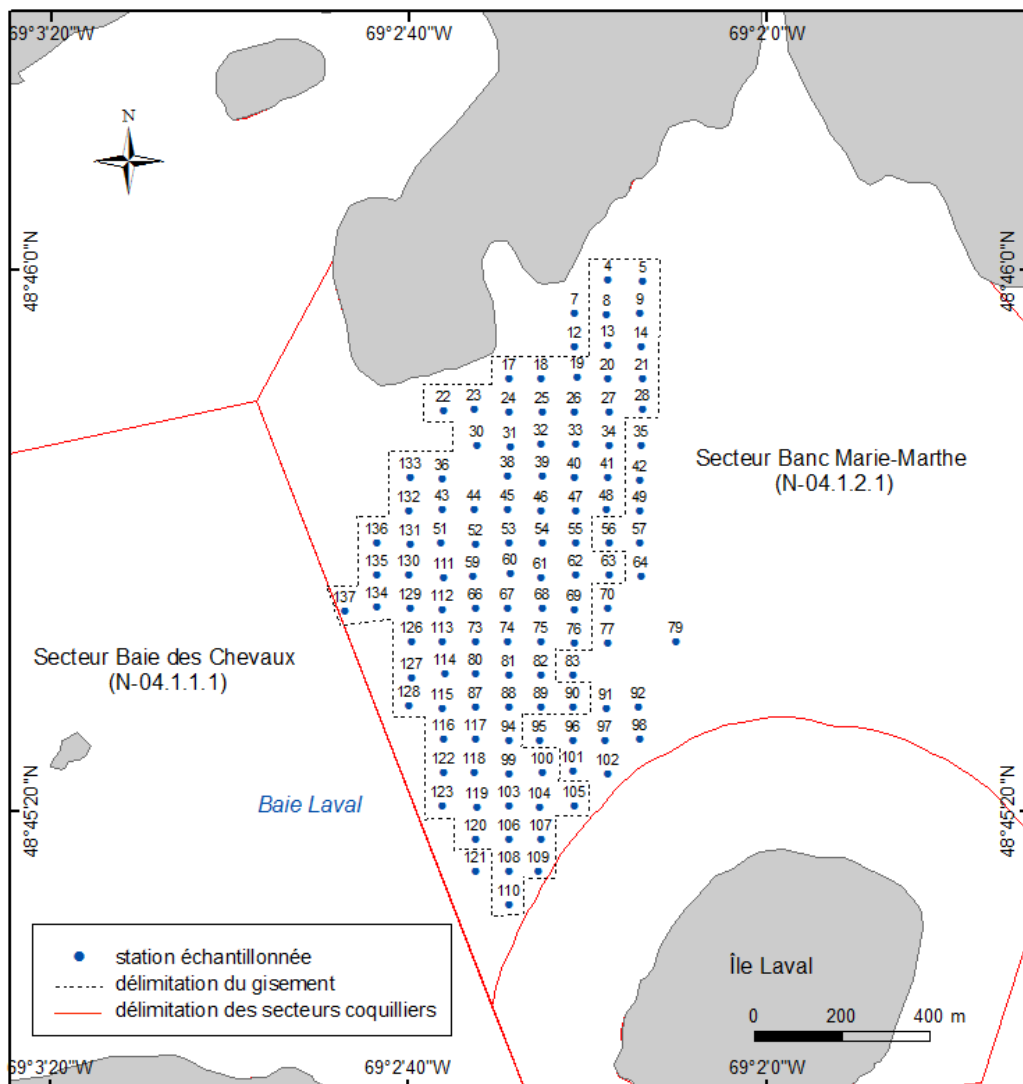 69°3'20"W 69°2'40"W 69°2'0"W
N
48°46'0"N 48°46'0"N
4 5
7 8 9
12 13 14
17 18 19 20 21
22 23 24 25 26 27 28
30 31 32 33 34 35
133 36 38 39 40 41 42
Secteur Banc Marie-Marthe
(N-04.1.2.1)
132 43 44 45 46 47 48 49
136 131 51 52 53 54 55 56 57
135 130 111 59 60 61 62 63 64
137 134 129 112 66 67 68 69 70
126 113 73 74 75 76 77 79
Secteur Baie des Chevaux
(N-04.1.1.1)
127 114 80 81 82 83
128 115 87 88 89 90 91 92
116 117 94 95 96 97 98
122 118 99 100 101 102
123 119 103 104 105
Baie Laval
48°45'20"N 48°45'20"N
120 106 107
121 108 109
110
station échantillonnée
délimitation du gisement
délimitation des secteurs coquilliers
Île Laval
0 200 400 m
69°3'20"W 69°2'40"W 69°2'0"W